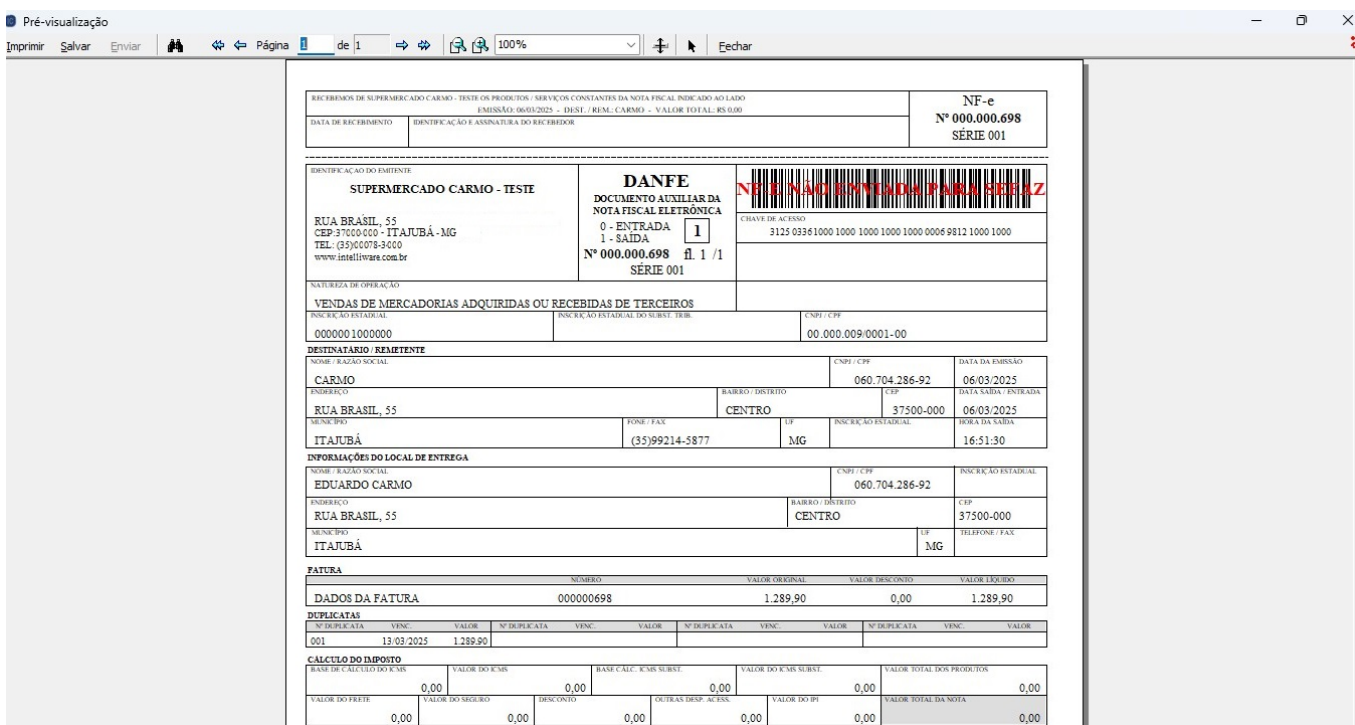 Pré-visualização
Imprimir Salvar Enviar Página 1 de 1 100% Fechar
RECEBEMOS DE SUPERMERCADO CARMO - TESTE OS PRODUTOS / SERVIÇOS CONSTANTES DA NOTA FISCAL INDICADO AO LADO
EMISSÃO: 06/03/2025 - DEST. / REM.: CARMO - VALOR TOTAL: R$ 0,00
DATA DE RECEBIMENTO IDENTIFICAÇÃO E ASSINATURA DO RECEBEDOR
NF-e
Nº 000.000.698
SÉRIE 001
IDENTIFICAÇÃO DO EMITENTE
SUPERMERCADO CARMO - TESTE
RUA BRASIL, 55
CEP:37000-000 - ITAJUBÁ - MG
TEL: (35)00078-3-000
www.intelliware.com.br
DANFE
DOCUMENTO AUXILIAR DA
NOTA FISCAL ELETRÔNICA
0 - ENTRADA
1 - SAÍDA
1
Nº 000.000.698 fl. 1 /1
SÉRIE 001
NF-E NÃO ENVIADA PARA SEFAZ
CHAVE DE ACESSO
3125 0336 1000 1000 1000 1000 1000 0006 9812 1000 1000
NATUREZA DE OPERAÇÃO
VENDAS DE MERCADORIAS ADQUIRIDAS OU RECEBIDAS DE TERCEIROS
INSCRIÇÃO ESTADUAL INSCRIÇÃO ESTADUAL DO SUBST. TRIB. CNPJ / CPF
0000001000000 00.000.009/0001-00
DESTINATÁRIO / REMETENTE
NOME / RAZÃO SOCIAL CNPJ / CPF DATA DA EMISSÃO
CARMO 060.704.286-92 06/03/2025
ENDEREÇO BAIRRO / DISTRITO CEP DATA SAÍDA / ENTRADA
RUA BRASIL, 55 CENTRO 37500-000 06/03/2025
MUNICÍPIO FONE / FAX UF INSCRIÇÃO ESTADUAL HORA DA SAÍDA
ITAJUBÁ (35)99214-5877 MG 16:51:30
INFORMAÇÕES DO LOCAL DE ENTREGA
NOME / RAZÃO SOCIAL CNPJ / CPF INSCRIÇÃO ESTADUAL
EDUARDO CARMO 060.704.286-92
ENDEREÇO BAIRRO / DISTRITO CEP
RUA BRASIL, 55 CENTRO 37500-000
MUNICÍPIO UF TELEFONE / FAX
ITAJUBÁ MG
FATURA
NÚMERO VALOR ORIGINAL VALOR DESCONTO VALOR LÍQUIDO
DADOS DA FATURA 000000698 1.289,90 0,00 1.289,90
DUPLICATAS
Nº DUPLICATA VENC. VALOR Nº DUPLICATA VENC. VALOR Nº DUPLICATA VENC. VALOR Nº DUPLICATA VENC. VALOR
001 13/03/2025 1.289.90
CÁLCULO DO IMPOSTO
BASE DE CÁLCULO DO ICMS VALOR DO ICMS BASE CÁLC. ICMS SUBST. VALOR DO ICMS SUBST. VALOR TOTAL DOS PRODUTOS
0,00 0,00 0,00 0,00 0,00
VALOR DO FRETE VALOR DO SEGURO DESCONTO OUTRAS DESP. ACESS. VALOR DO IPI VALOR TOTAL DA NOTA
0,00 0,00 0,00 0,00 0,00 0,00